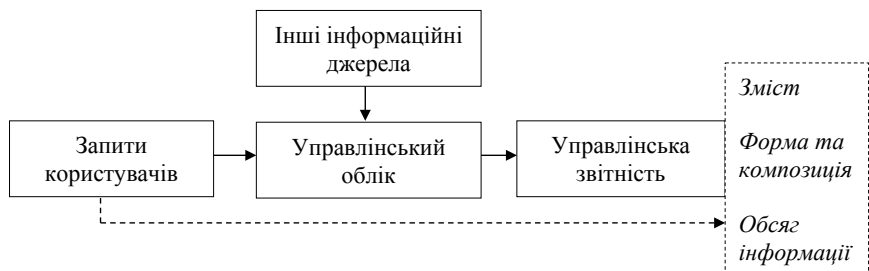 Інші інформаційні
джерела
Запити
користувачів
Управлінський
облік
Управлінська
звітність
Зміст
Форма та
композиція
Обсяг
інформації